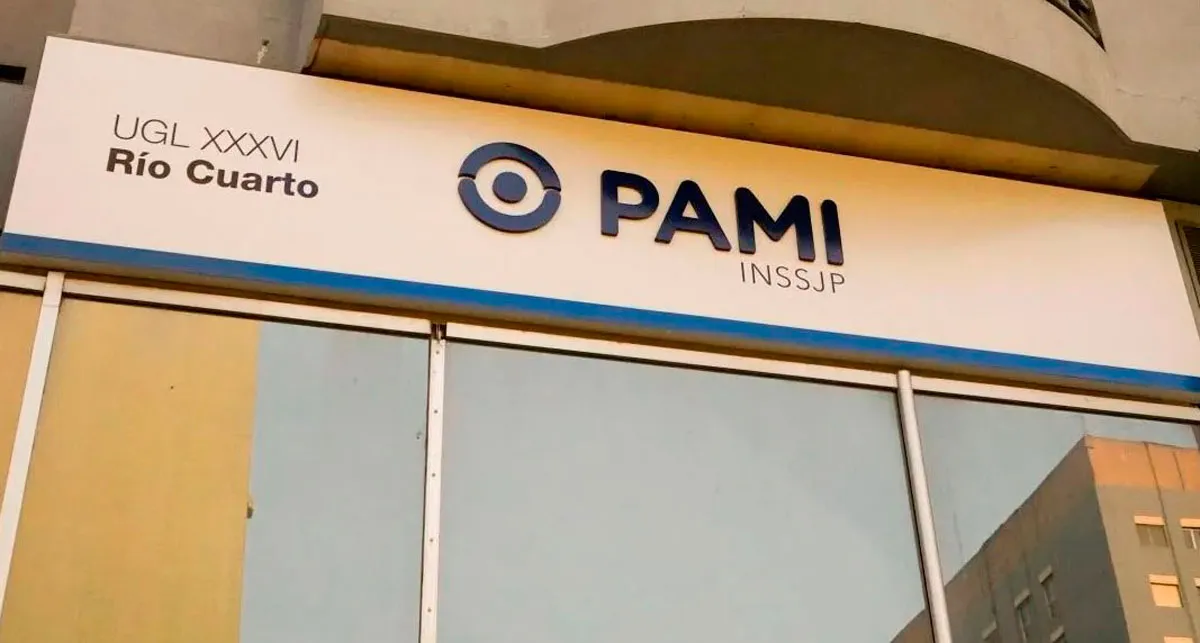 UGL XXXVI
Río Cuarto
PAMI
INSSJP